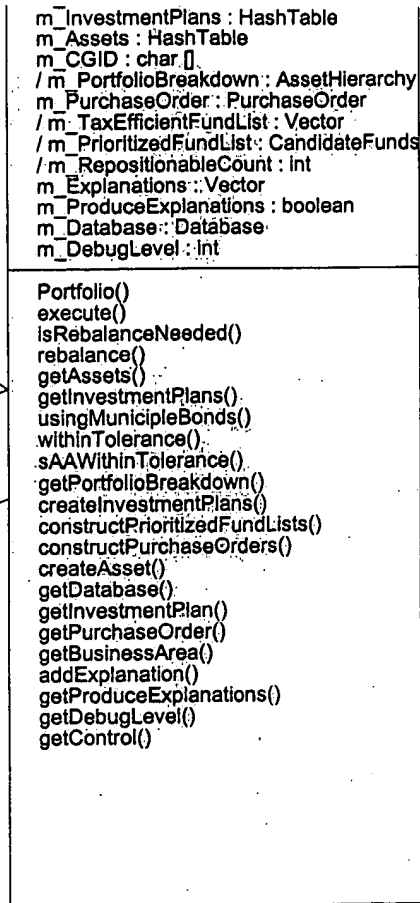 m_InvestmentPlans : HashTable
m_Assets : HashTable
m_CGID : char []
/ m_PortfolioBreakdown : AssetHierarchy
m_PurchaseOrder : PurchaseOrder
/ m_TaxEfficientFundList : Vector
/ m_PrioritizedFundList : CandidateFunds
/ m_RepositionableCount : int
m_Explanations : Vector
m_ProduceExplanations : boolean
m_Database : Database
m_DebugLevel : int
Portfolio()
execute()
isRebalanceNeeded()
rebalance()
getAssets()
getInvestmentPlans()
usingMunicipleBonds()
withinTolerance()
sAAWithinTolerance()
getPortfolioBreakdown()
createInvestmentPlans()
constructPrioritizedFundLists()
constructPurchaseOrders()
createAsset()
getDatabase()
getInvestmentPlan()
getPurchaseOrder()
getBusinessArea()
addExplanation()
getProduceExplanations()
getDebugLevel()
getControl()